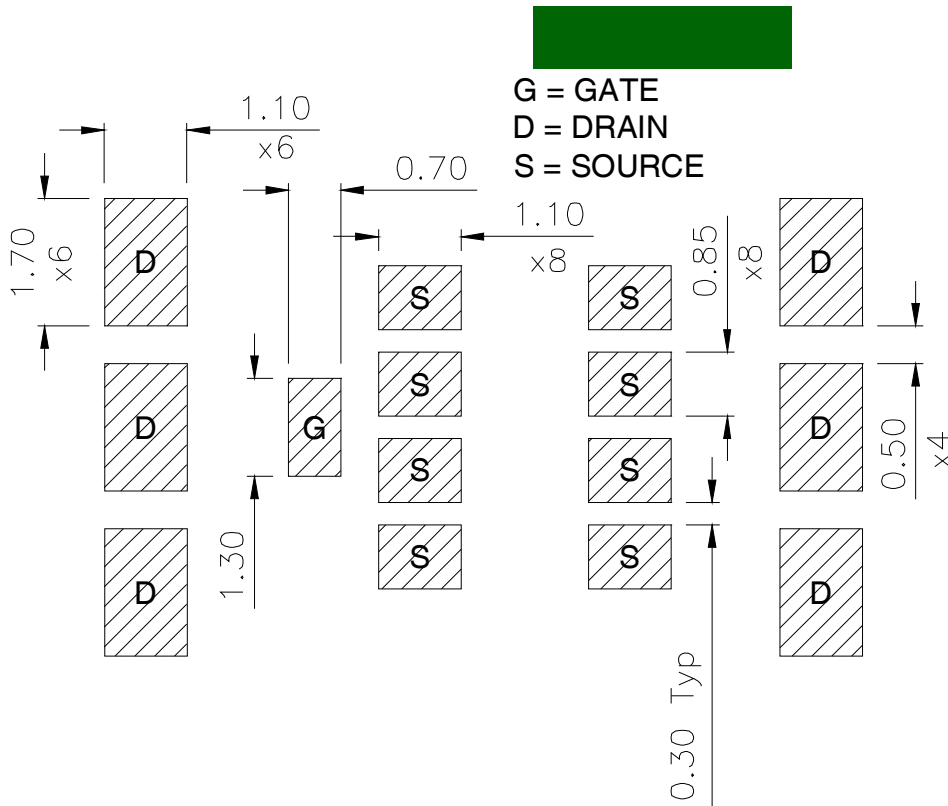 G = GATE
D = DRAIN
S = SOURCE
1.10
x6
0.70
1.10
x8
0.85
x8
1.70
x6
D
D
S
S
S
S
D
G
D
0.50
x4
S
S
1.30
S
S
D
D
0.30 Typ